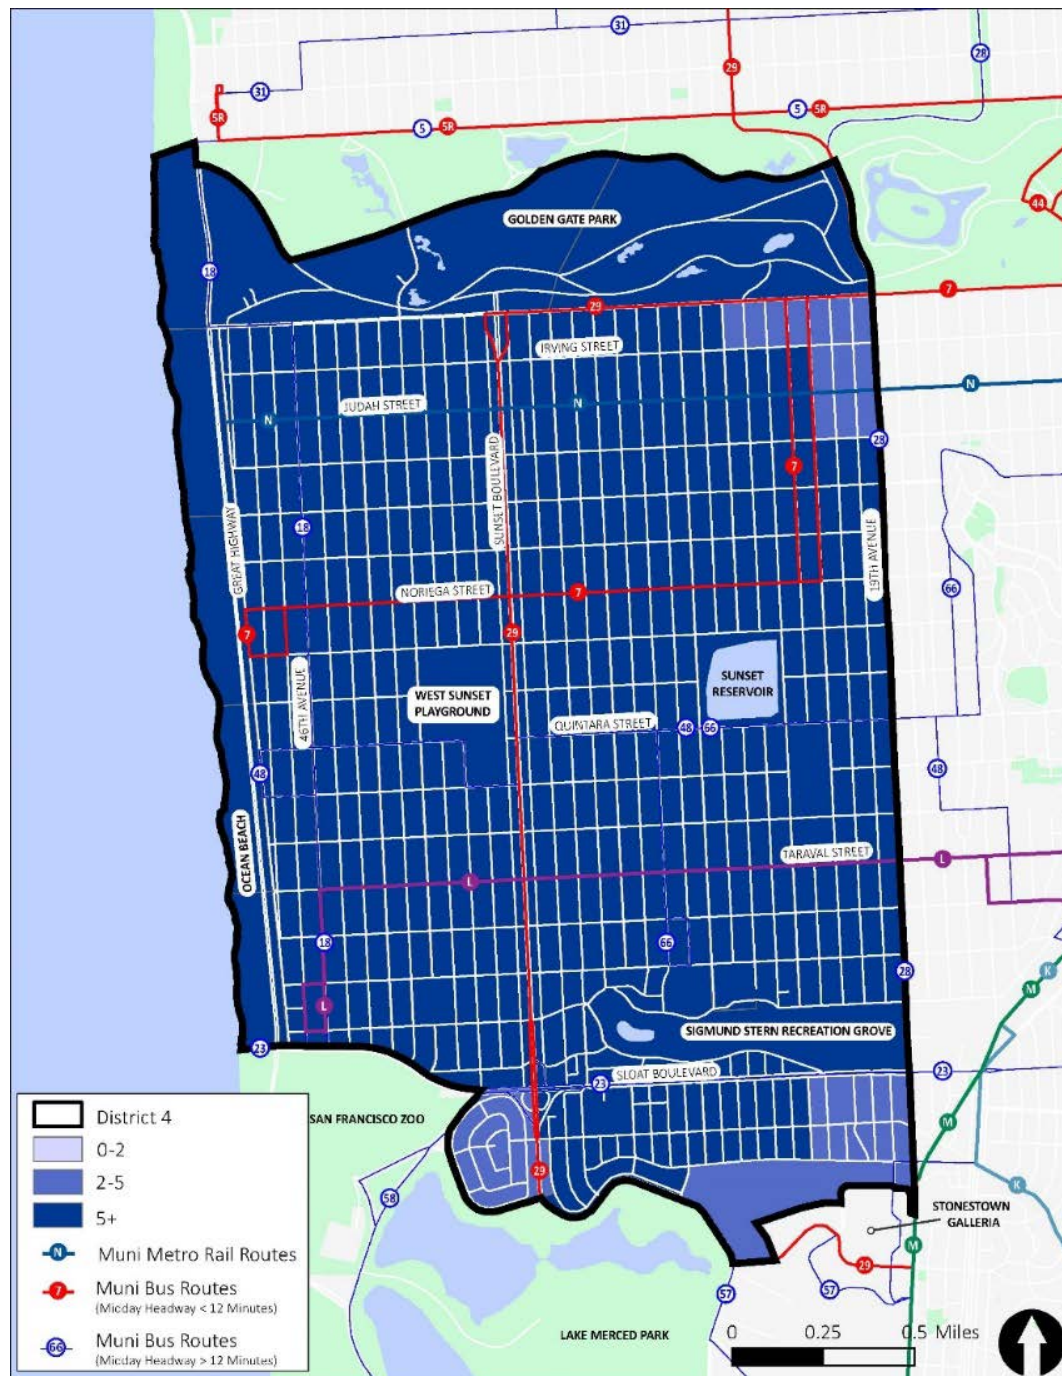 31
28
29
31
5R
5
5R
5
5R
44
GOLDEN GATE PARK
18
7
29
IRVING STREET
N
JUDAH STREET
N
N
28
SUNSET BOULEVARD
7
18
GREAT HIGHWAY
19TH AVENUE
NORIEGA STREET
7
66
7
29
46TH AVENUE
WEST SUNSET
PLAYGROUND
SUNSET
RESERVOIR
QUINTARA STREET
48
66
48
48
OCEAN BEACH
TARAVAL STREET
L
L
18
66
28
K
M
L
SIGMUND STERN RECREATION GROVE
23
SLOAT BOULEVARD
23
23
M
SAN FRANCISCO ZOO
29
58
K
STONESTOWN
GALLERIA
M
29
57
57
LAKE MERCED PARK
District 4
0-2
2-5
5+
N
Muni Metro Rail Routes
7
Muni Bus Routes
(Midday Headway < 12 Minutes)
66
Muni Bus Routes
(Midday Headway > 12 Minutes)
0
0.25
0.5 Miles